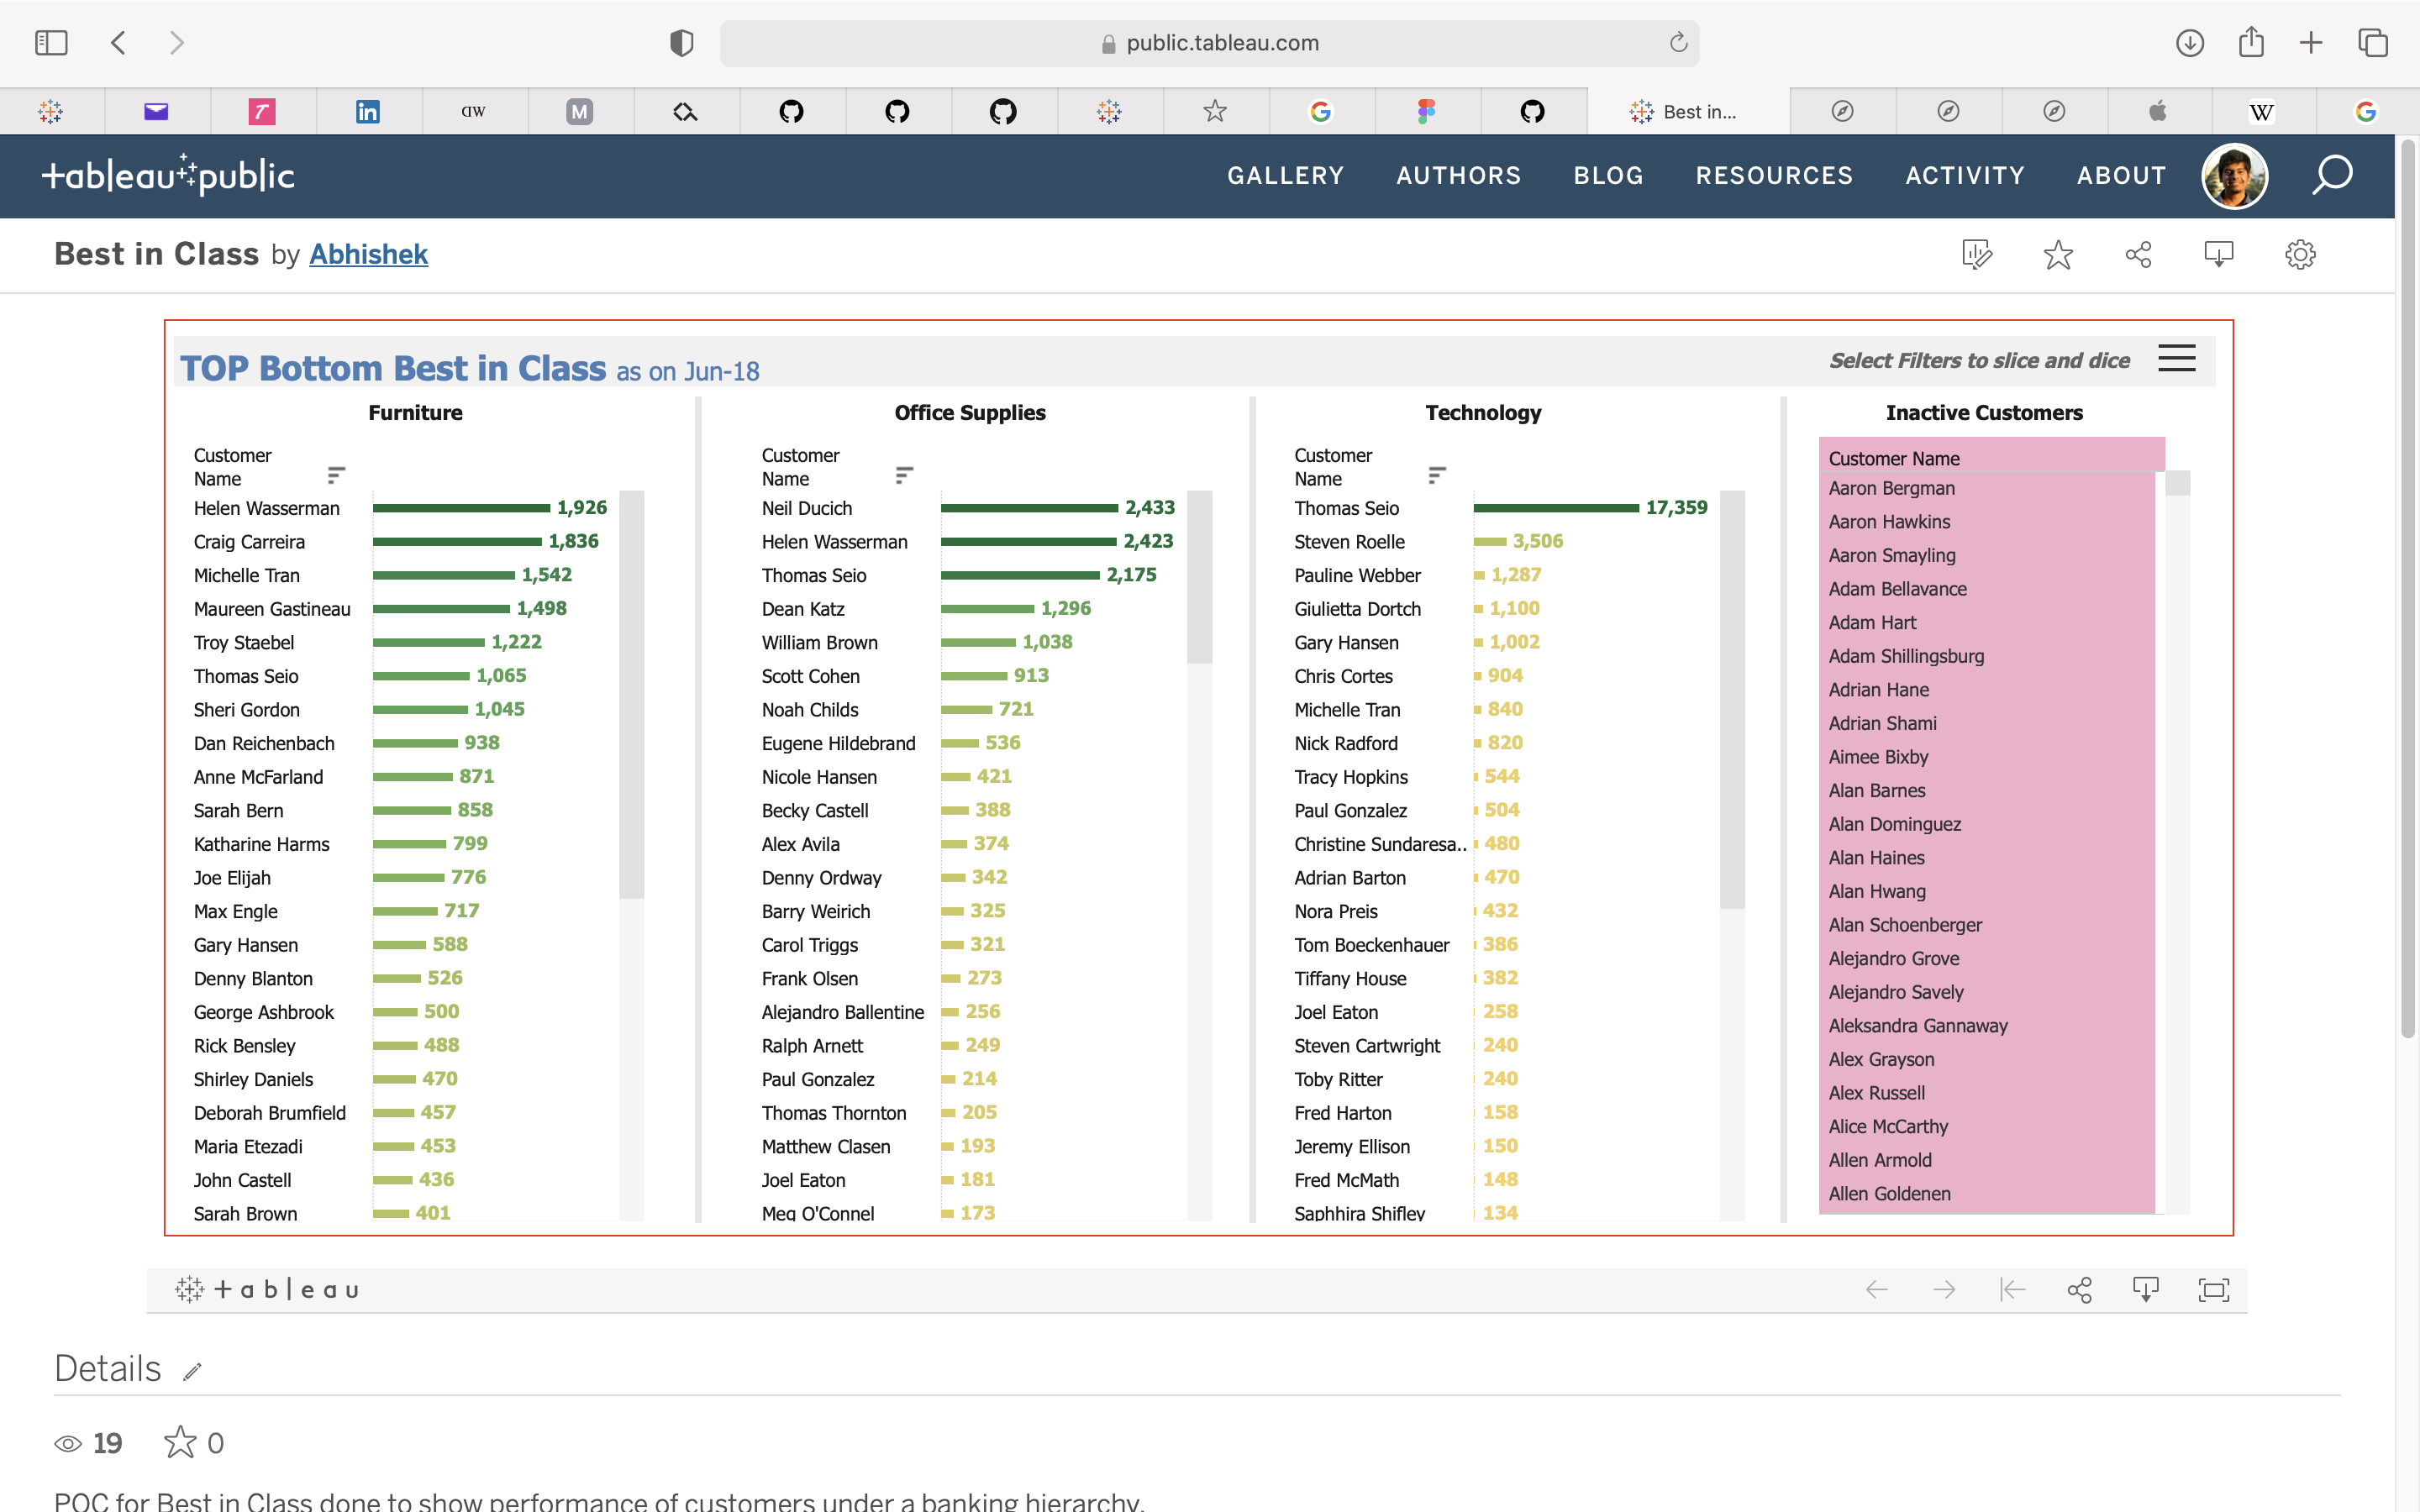 public.tableau.com
DW
M
Best in...
W
tableau public
GALLERY AUTHORS BLOG RESOURCES ACTIVITY ABOUT
Best in Class by Abhishek
TOP Bottom Best in Class as on Jun-18
Select Filters to slice and dice
Furniture
Customer
Name
Helen Wasserman 1,926
Craig Carreira 1,836
Michelle Tran 1,542
Maureen Gastineau 1,498
Troy Staebel 1,222
Thomas Seio 1,065
Sheri Gordon 1,045
Dan Reichenbach 938
Anne McFarland 871
Sarah Bern 858
Katharine Harms 799
Joe Elijah 776
Max Engle 717
Gary Hansen 588
Denny Blanton 526
George Ashbrook 500
Rick Bensley 488
Shirley Daniels 470
Deborah Brumfield 457
Maria Etezadi 453
John Castell 436
Sarah Brown 401
Office Supplies
Customer
Name
Neil Ducich 2,433
Helen Wasserman 2,423
Thomas Seio 2,175
Dean Katz 1,296
William Brown 1,038
Scott Cohen 913
Noah Childs 721
Eugene Hildebrand 536
Nicole Hansen 421
Becky Castell 388
Alex Avila 374
Denny Ordway 342
Barry Weirich 325
Carol Triggs 321
Frank Olsen 273
Alejandro Ballentine 256
Ralph Arnett 249
Paul Gonzalez 214
Thomas Thornton 205
Matthew Clasen 193
Joel Eaton 181
Meg O'Connel 173
Technology
Customer
Name
Thomas Seio 17,359
Steven Roelle 3,506
Pauline Webber 1,287
Giulietta Dortch 1,100
Gary Hansen 1,002
Chris Cortes 904
Michelle Tran 840
Nick Radford 820
Tracy Hopkins 544
Paul Gonzalez 504
Christine Sundaresa.. 480
Adrian Barton 470
Nora Preis 432
Tom Boeckenhauer 386
Tiffany House 382
Joel Eaton 258
Steven Cartwright 240
Toby Ritter 240
Fred Harton 158
Jeremy Ellison 150
Fred McMath 148
Saphhira Shifley 134
Inactive Customers
Customer Name
Aaron Bergman
Aaron Hawkins
Aaron Smayling
Adam Bellavance
Adam Hart
Adam Shillingsburg
Adrian Hane
Adrian Shami
Aimee Bixby
Alan Barnes
Alan Dominguez
Alan Haines
Alan Hwang
Alan Schoenberger
Alejandro Grove
Alejandro Savely
Aleksandra Gannaway
Alex Grayson
Alex Russell
Alice McCarthy
Allen Armold
Allen Goldenen
tableau
Details
19 0
POC for Best in Class done to show performance of customers under a banking hierarchy.